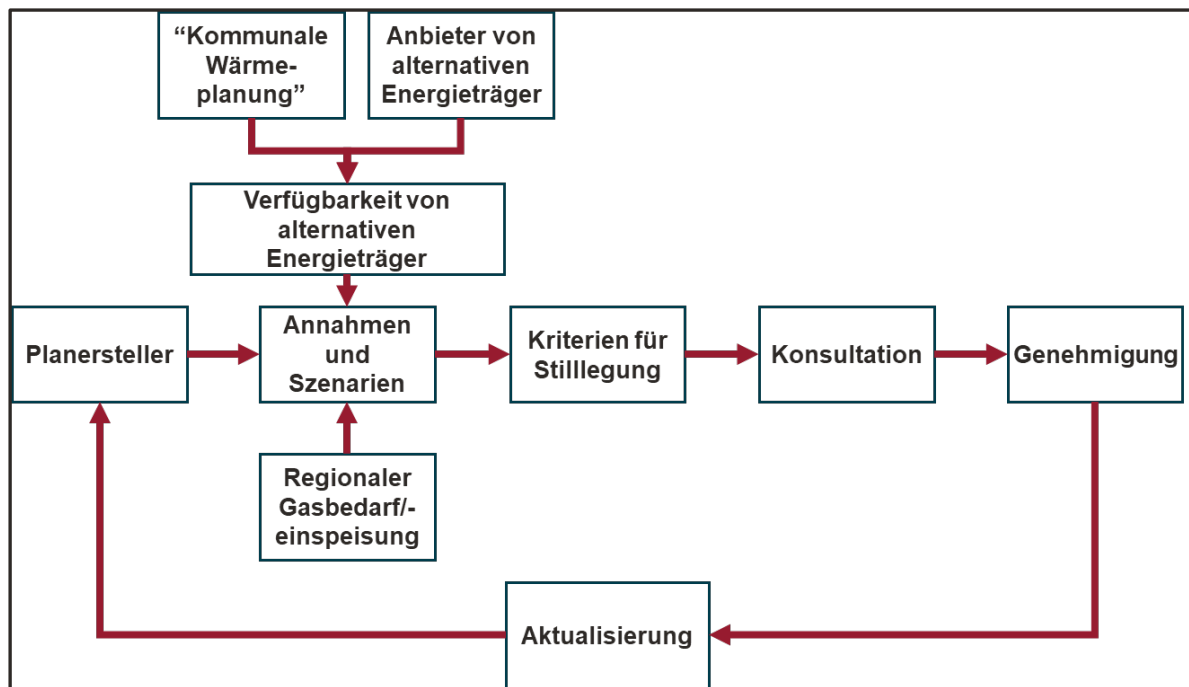 “Kommunale
Wärme-
planung”
Anbieter von
alternativen
Energieträger
Verfügbarkeit von
alternativen
Energieträger
Planersteller
Annahmen
und
Szenarien
Kriterien für
Stilllegung
Konsultation
Genehmigung
Regionaler
Gasbedarf/-
einspeisung
Aktualisierung